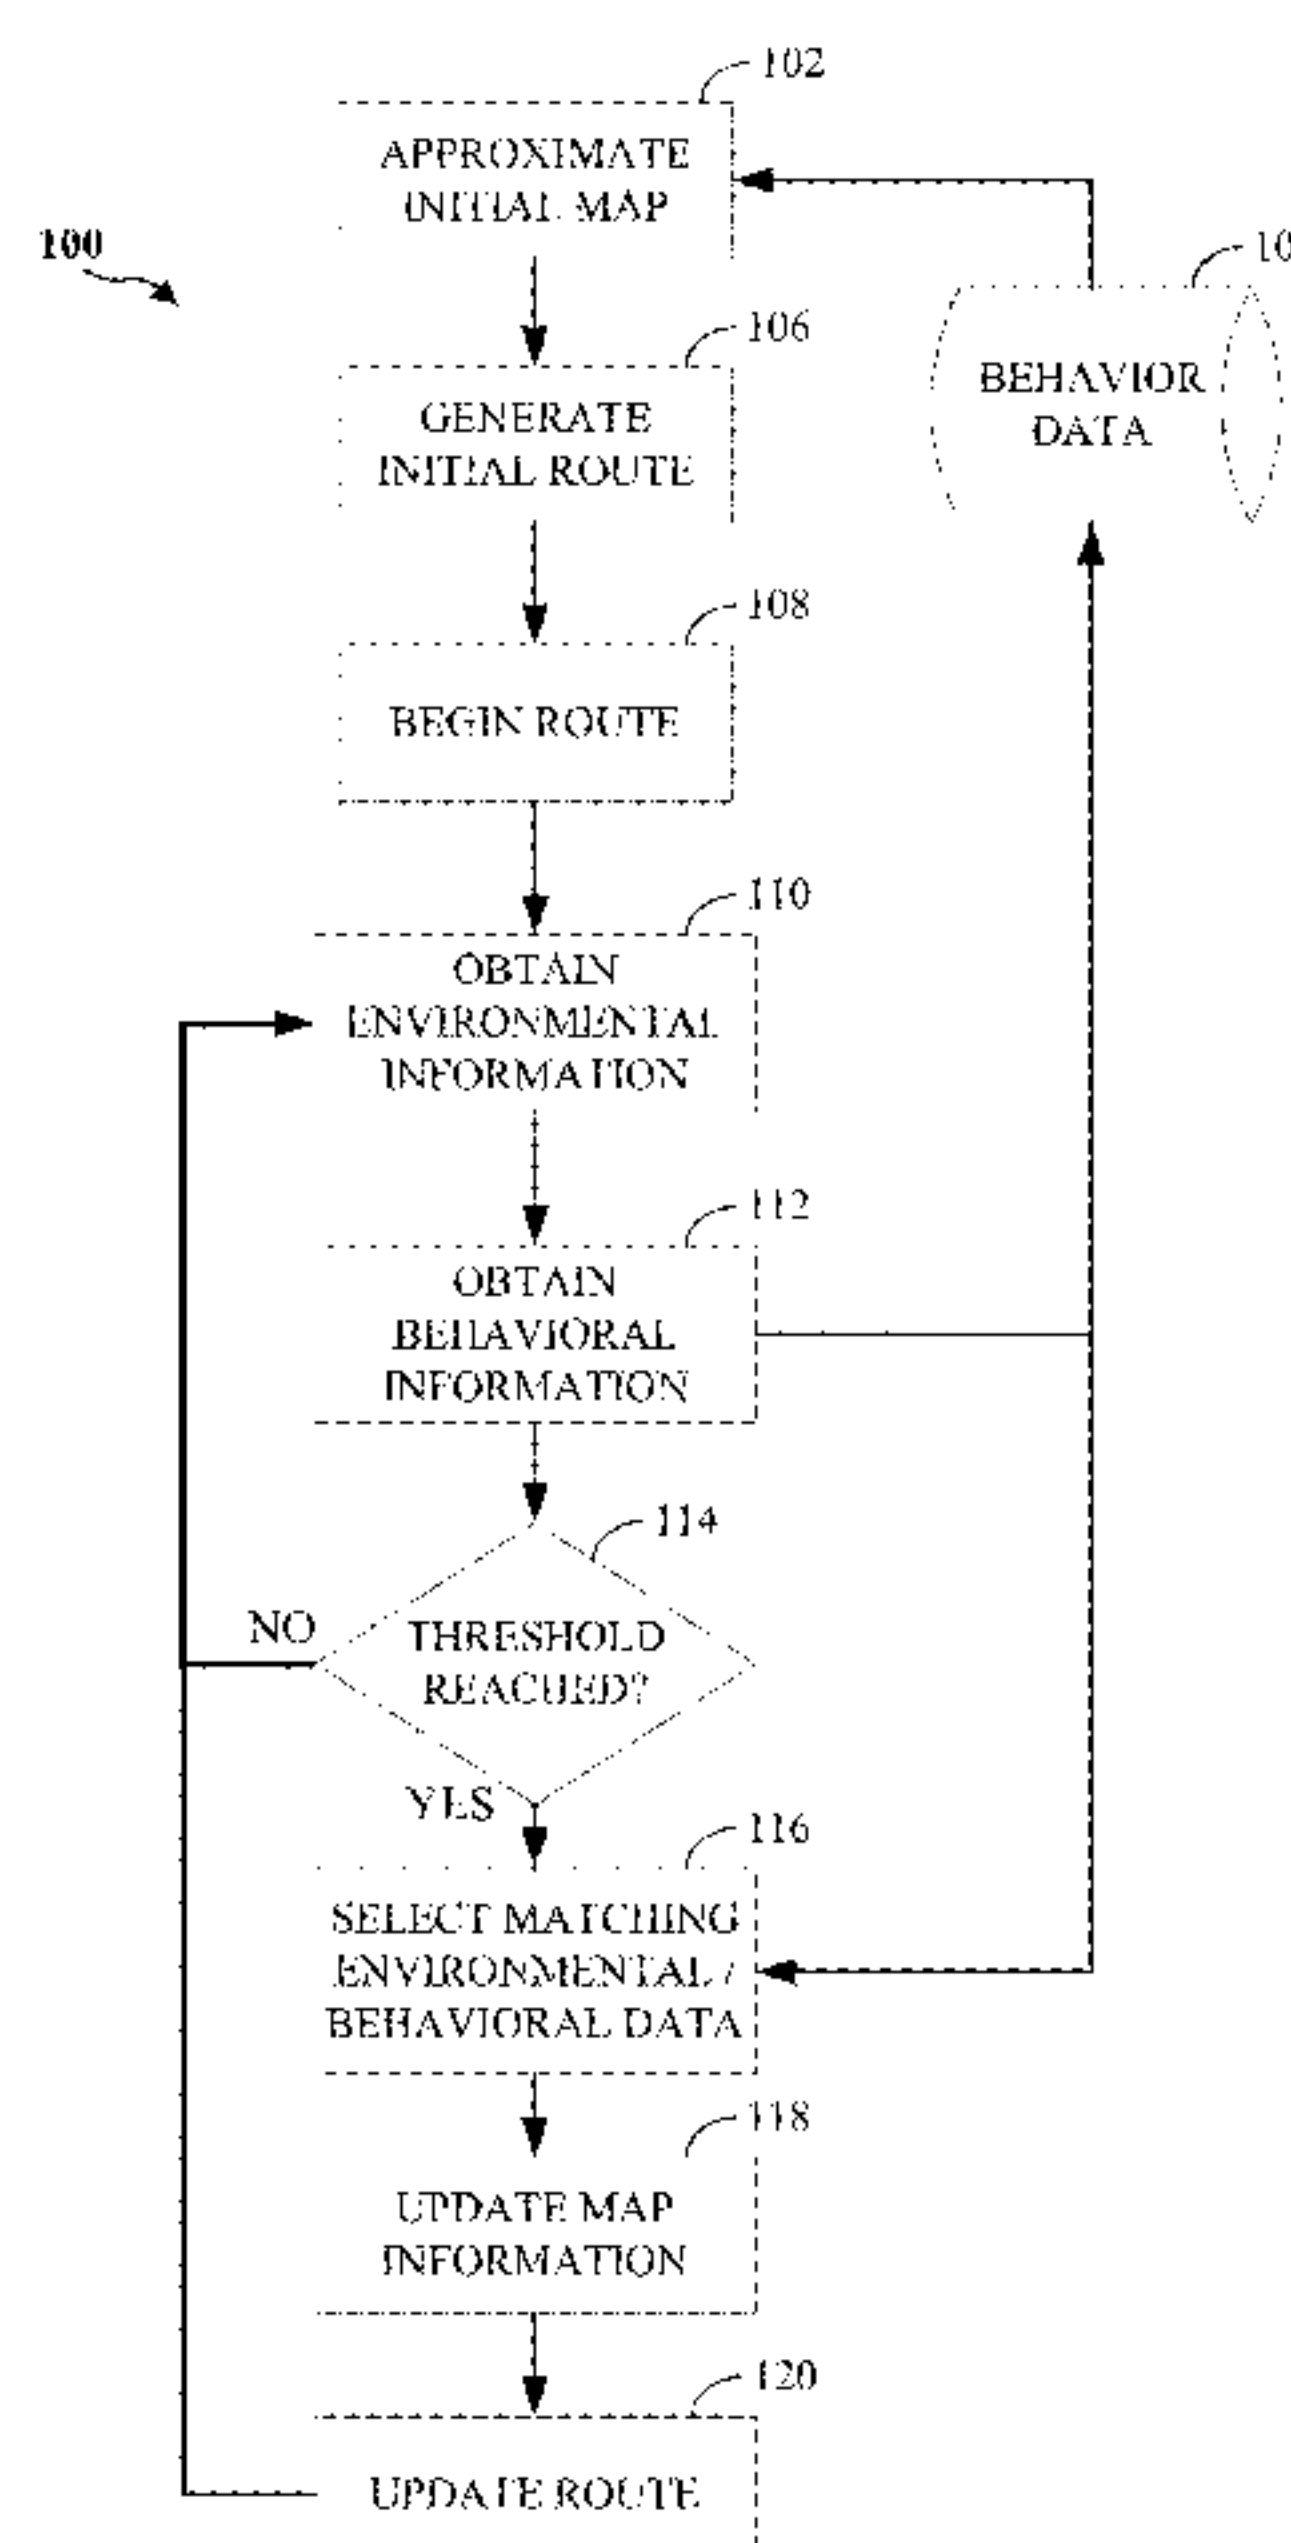 102
APPROXIMATE
INITIAL MAP
100
106
GENERATE
INITIAL ROUTE
BEHAVIOR
DATA
108
BEGIN ROUTE
110
OBTAIN
ENVIRONMENTAL
INFORMATION
112
OBTAIN
BEHAVIORAL
INFORMATION
114
THRESHOLD
REACHED?
NO
YES
116
SELECT MATCHING
ENVIRONMENTAL /
BEHAVIORAL DATA
118
UPDATE MAP
INFORMATION
120
UPDATE ROUTE